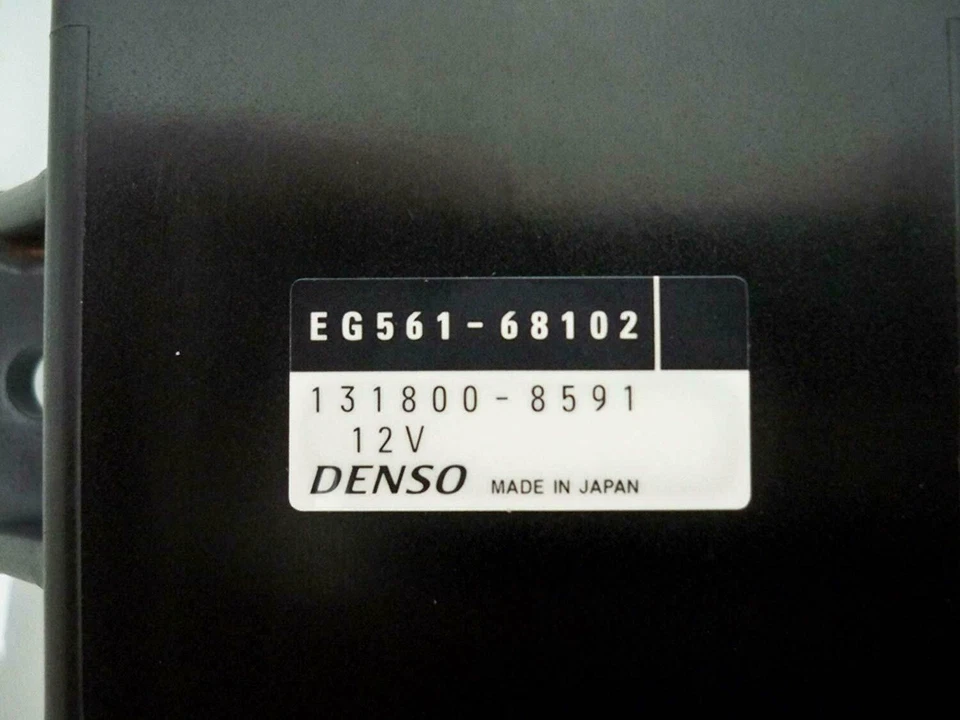 EG561-68102
131800-8591
12V
DENSO MADE IN JAPAN